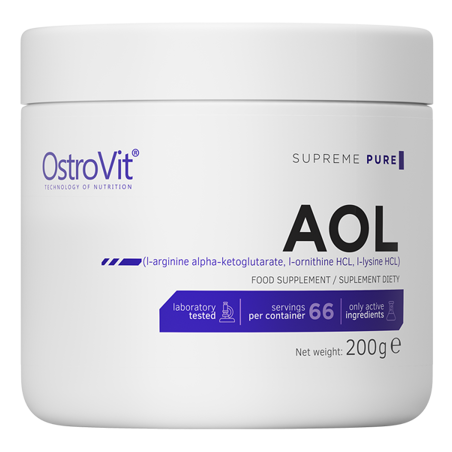 OstroVit®
TECHNOLOGY OF NUTRITION
SUPREME PURE
AOL
(l-arginine alpha-ketoglutarate, l-ornithine HCL, l-lysine HCL)
FOOD SUPPLEMENT / SUPLEMENT DIETY
laboratory
tested
servings
per container 66
only active
ingredients
Net weight: 200g℮